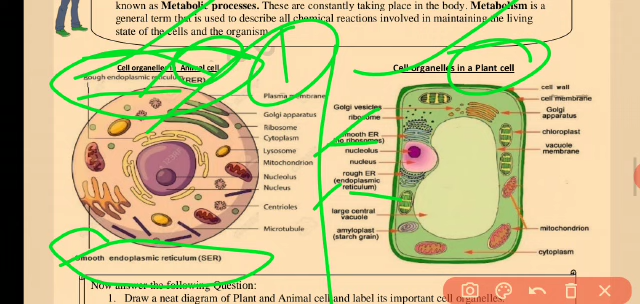 known as Metabolic processes. These are constantly taking place in the body. Metabolism is a
general term that is used to describe all chemical reactions involved in maintaining the living
state of the cells and the organism.
Cell organelles in Animal cell
Rough endoplasmic reticulum (RER)
Plasma membrane
Golgi apparatus
Ribosome
Cytoplasm
Lysosome
Mitochondrion
Nucleolus
Nucleus
Centrioles
Microtubule
Smooth endoplasmic reticulum (SER)
Cell organelles in a Plant cell
Golgi vesicles
ribosome
smooth ER
(no ribosomes)
nucleolus
nucleus
rough ER
(endoplasmic
reticulum)
large central
vacuole
amyloplast
(starch grain)
cell wall
cell membrane
Golgi
apparatus
chloroplast
vacuole
membrane
mitochondrion
cytoplasm
Now answer the following Question:
1. Draw a neat diagram of Plant and Animal cell and label its important cell organelles.